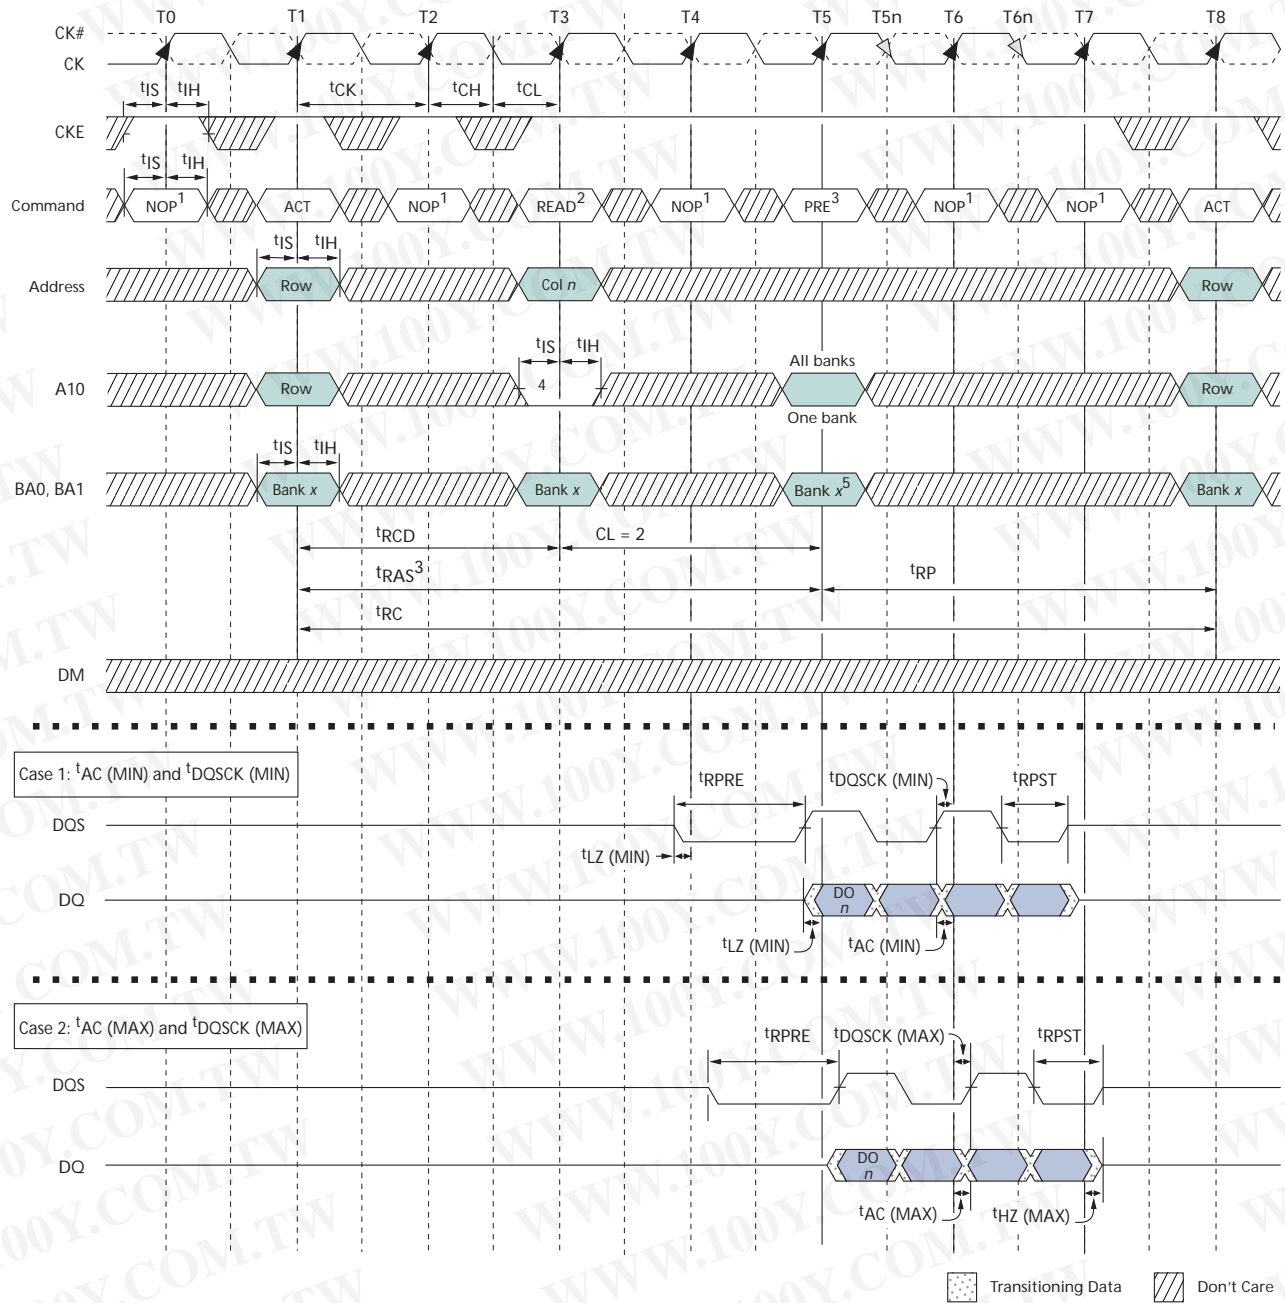 T0 T1 T2 T3 T4 T5 T5n T6 T6n T7 T8
CK#
CK
tIS tIH tCK tCH tCL
CKE
tIS tIH
Command NOP1 ACT NOP1 READ2 NOP1 PRE3 NOP1 NOP1 ACT
tIS tIH
Address Row Col n Row
tIS tIH All banks
A10 Row 4 Row
One bank
tIS tIH
BA0, BA1 Bank x Bank x Bank x5 Bank x
tRCD CL = 2
tRAS3 tRP
tRC
DM
Case 1: tAC (MIN) and tDQSCK (MIN)
tRPRE tDQSCK (MIN) tRPST
DQS
tLZ (MIN)
DQ DO
n
tLZ (MIN) tAC (MIN)
Case 2: tAC (MAX) and tDQSCK (MAX)
tRPRE tDQSCK (MAX) tRPST
DQS
DQ DO
n
tAC (MAX) tHZ (MAX)
Transitioning Data Don't Care
WWW.100Y.COM.TW